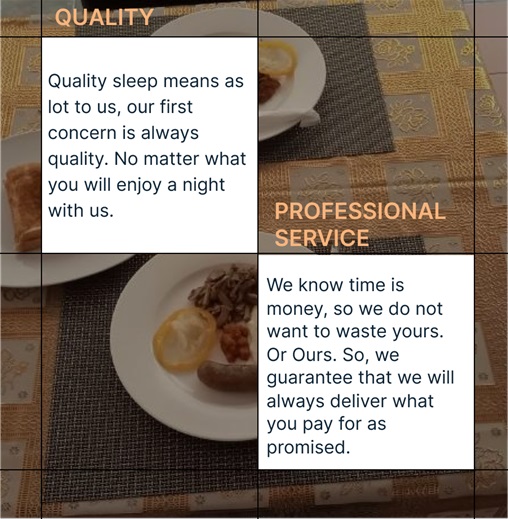 QUALITY
Quality sleep means as
lot to us, our first
concern is always
quality. No matter what
you will enjoy a night
with us.
PROFESSIONAL
SERVICE
We know time is
money, so we do not
want to waste yours.
Or Ours. So, we
guarantee that we will
always deliver what
you pay for as
promised.